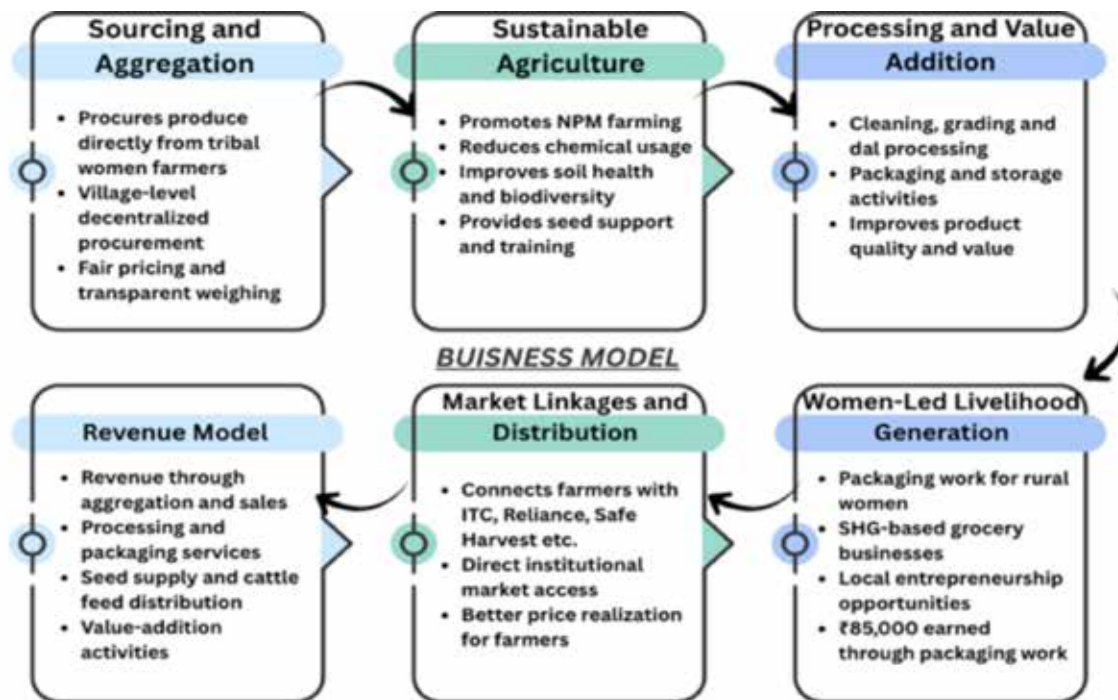 Sourcing and
Aggregation
• Procures produce
directly from tribal
women farmers
• Village-level
decentralized
procurement
• Fair pricing and
transparent weighing
Sustainable
Agriculture
• Promotes NPM farming
• Reduces chemical usage
• Improves soil health
and biodiversity
• Provides seed support
and training
Processing and Value
Addition
• Cleaning, grading and
dal processing
• Packaging and storage
activities
• Improves product
quality and value
BUISNESS MODEL
Women-Led Livelihood
Generation
• Packaging work for rural
women
• SHG-based grocery
businesses
• Local entrepreneurship
opportunities
• ₹85,000 earned
through packaging work
Market Linkages and
Distribution
• Connects farmers with
ITC, Reliance, Safe
Harvest etc.
• Direct institutional
market access
• Better price realization
for farmers
Revenue Model
• Revenue through
aggregation and sales
• Processing and
packaging services
• Seed supply and cattle
feed distribution
• Value-addition
activities